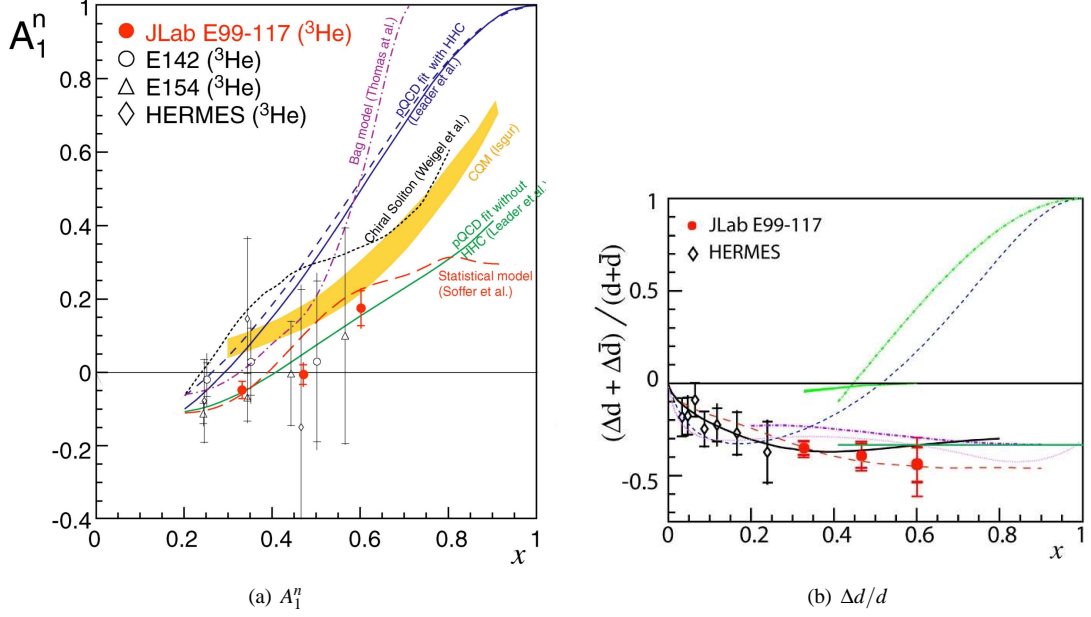 A₁ⁿ
JLab E99-117 (³He)
E142 (³He)
E154 (³He)
HERMES (³He)
Bag model (Thomas at al.)
pQCD fit with HHC
(Leader et al.)
Chiral Soliton (Weigel et al.)
CQM (Isgur)
pQCD fit without
HHC (Leader et al.)
Statistical model
(Soffer et al.)
1
0.8
0.6
0.4
0.2
0
-0.2
-0.4
0 0.2 0.4 0.6 0.8 1
x
(a) A₁ⁿ
(Δd + Δd̄) / (d+d̄)
JLab E99-117
HERMES
1
0.5
0
-0.5
0 0.2 0.4 0.6 0.8 1
x
(b) Δd/d